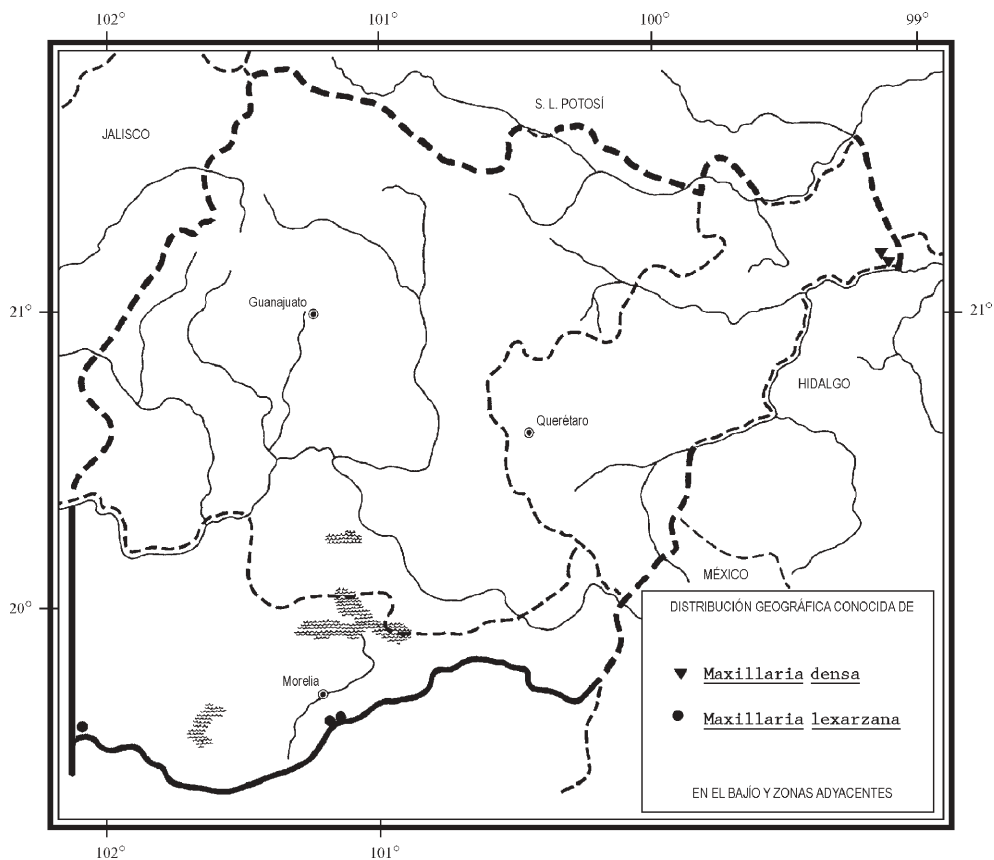 102° 101° 100° 99°
S. L. POTOSÍ
JALISCO
Guanajuato
21° 21°
HIDALGO
Querétaro
MÉXICO
20°
DISTRIBUCIÓN GEOGRÁFICA CONOCIDA DE
Maxillaria densa
Morelia
Maxillaria lexarzana
EN EL BAJÍO Y ZONAS ADYACENTES
102° 101°